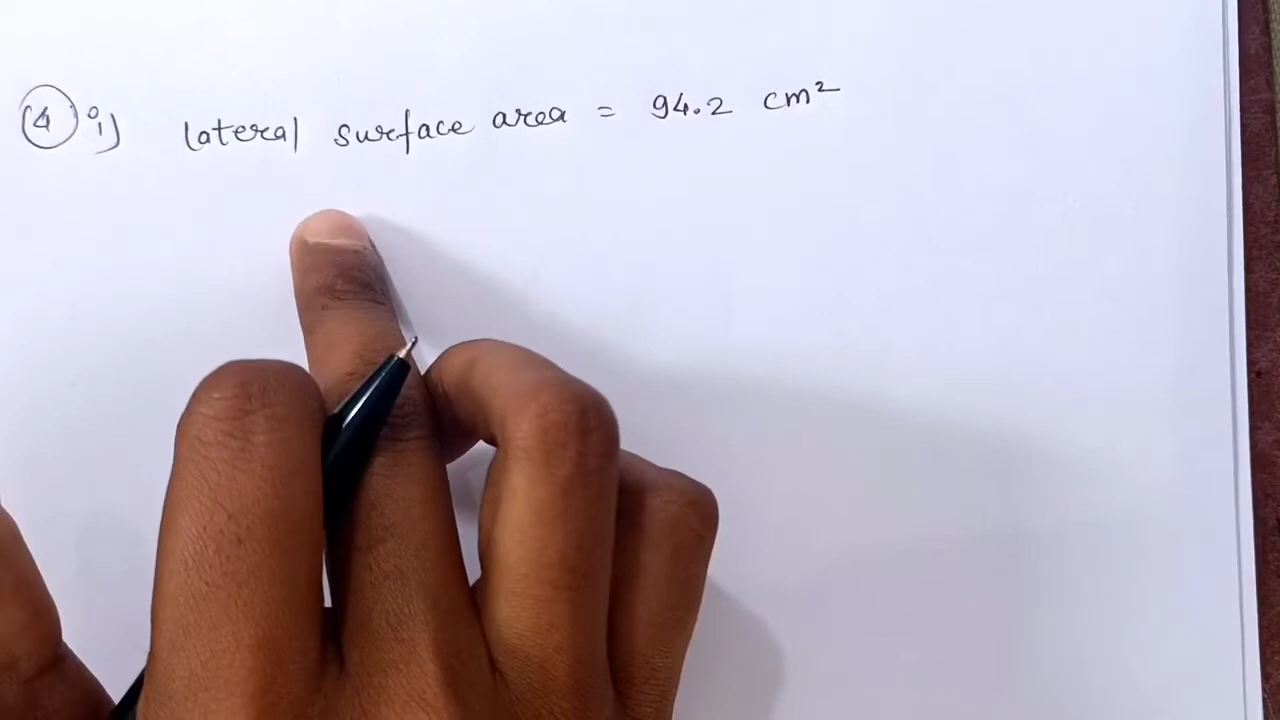 (4) i) lateral surface area = 94.2 cm²